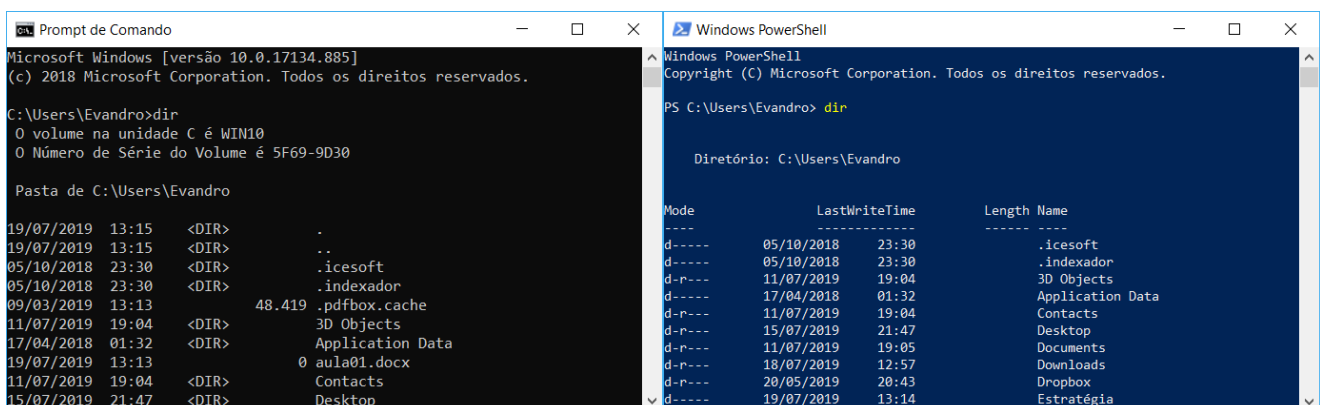 Prompt de Comando
Microsoft Windows [versão 10.0.17134.885]
(c) 2018 Microsoft Corporation. Todos os direitos reservados.
C:\Users\Evandro>dir
O volume na unidade C é WIN10
O Número de Série do Volume é 5F69-9D30
Pasta de C:\Users\Evandro
19/07/2019 13:15 <DIR> .
19/07/2019 13:15 <DIR> ..
05/10/2018 23:30 <DIR> .icesoft
05/10/2018 23:30 <DIR> .indexador
09/03/2019 13:13 48.419 .pdfbox.cache
11/07/2019 19:04 <DIR> 3D Objects
17/04/2018 01:32 <DIR> Application Data
19/07/2019 13:13 0 aula01.docx
11/07/2019 19:04 <DIR> Contacts
15/07/2019 21:47 <DIR> Desktop
Windows PowerShell
Windows PowerShell
Copyright (C) Microsoft Corporation. Todos os direitos reservados.
PS C:\Users\Evandro> dir
Diretório: C:\Users\Evandro
Mode LastWriteTime Length Name
---- ------------- ------ ----
d----- 05/10/2018 23:30 .icesoft
d----- 05/10/2018 23:30 .indexador
d-r--- 11/07/2019 19:04 3D Objects
d----- 17/04/2018 01:32 Application Data
d-r--- 11/07/2019 19:04 Contacts
d-r--- 15/07/2019 21:47 Desktop
d-r--- 11/07/2019 19:05 Documents
d-r--- 18/07/2019 12:57 Downloads
d-r--- 20/05/2019 20:43 Dropbox
d----- 19/07/2019 13:14 Estratégia